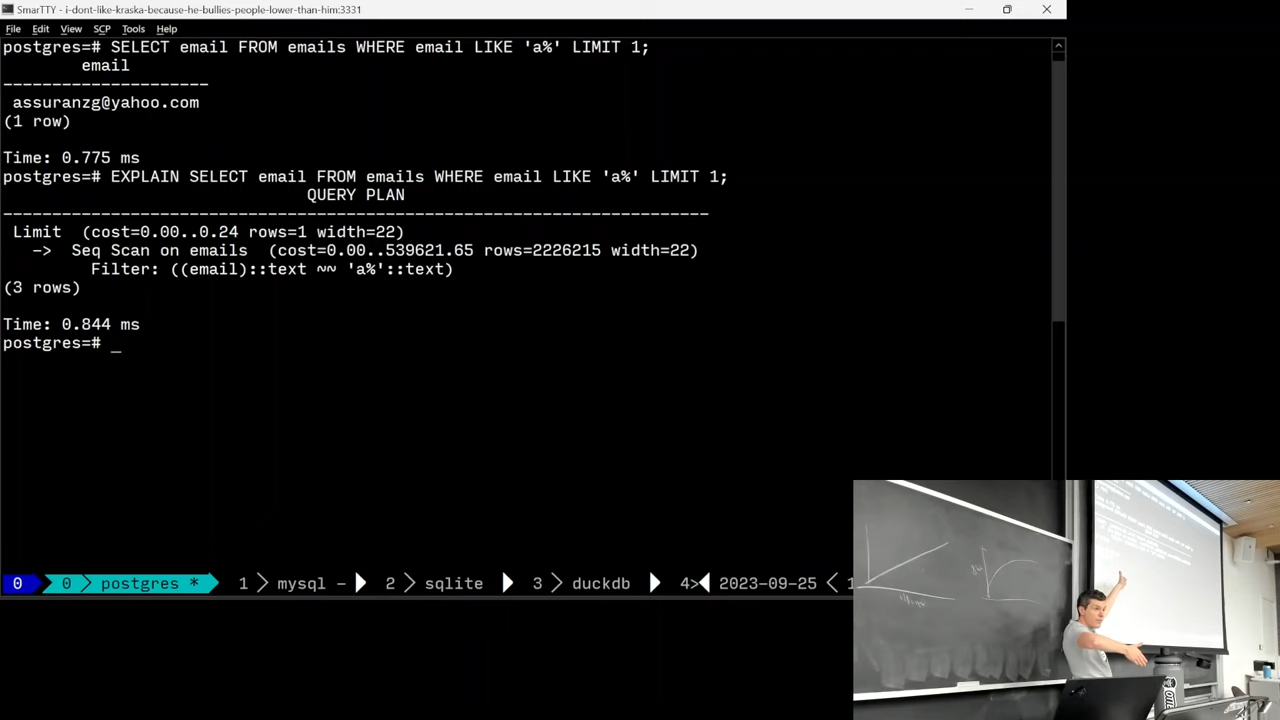 SmarTTY - i-dont-like-kraska-because-he-bullies-people-lower-than-him:3331
File Edit View SCP Tools Help
postgres=# SELECT email FROM emails WHERE email LIKE 'a%' LIMIT 1;
email
---------------------
assuranzg@yahoo.com
(1 row)
Time: 0.775 ms
postgres=# EXPLAIN SELECT email FROM emails WHERE email LIKE 'a%' LIMIT 1;
QUERY PLAN
------------------------------------------------------------------------
Limit (cost=0.00..0.24 rows=1 width=22)
-> Seq Scan on emails (cost=0.00..539621.65 rows=2226215 width=22)
Filter: ((email)::text ~~ 'a%'::text)
(3 rows)
Time: 0.844 ms
postgres=# _
0 0 postgres * 1 mysql - 2 sqlite 3 duckdb 4> 2023-09-25 < 1